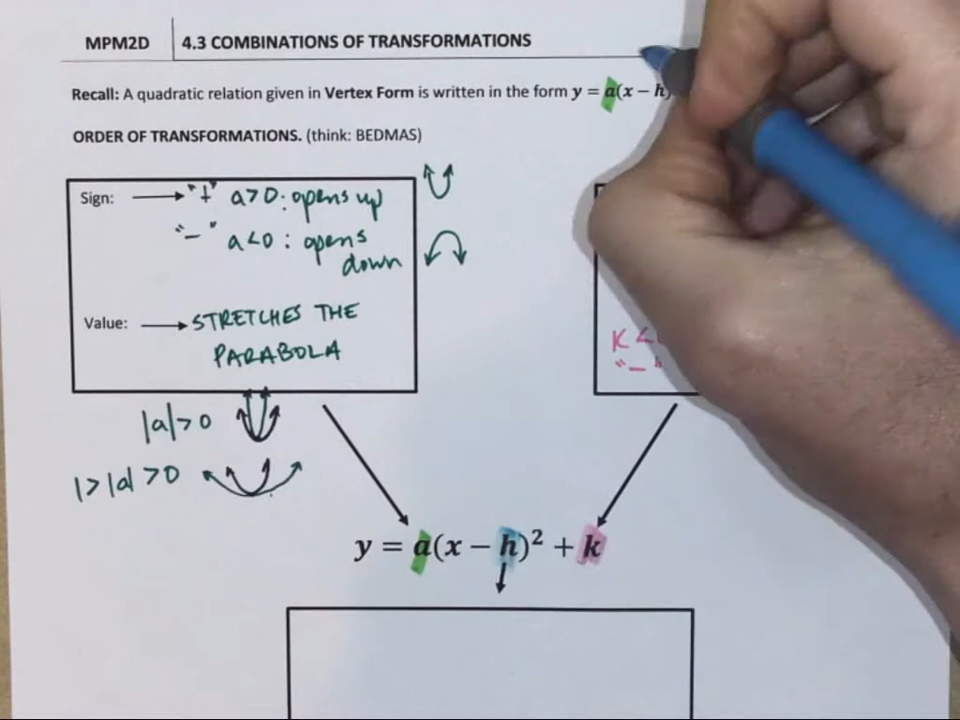 MPM2D 4.3 COMBINATIONS OF TRANSFORMATIONS
Recall: A quadratic relation given in Vertex Form is written in the form y = a(x − h)
ORDER OF TRANSFORMATIONS. (think: BEDMAS)
Sign: "+" a>0: opens up
"−" a<0: opens
down
Value: STRETCHES THE
PARABOLA
K <
"−"
|a|>0
1>|a|>0
y = a(x − h)² + k